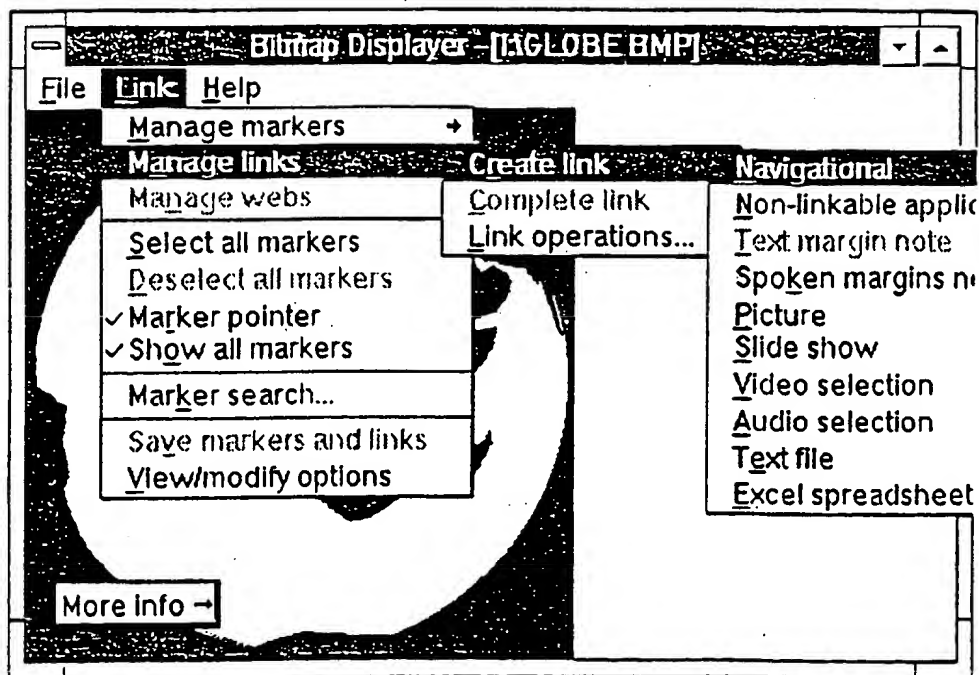 Bitmap Displayer -[HGLOBE.BMP]
File Link Help
Manage markers
Manage links
Manage webs
Select all markers
Deselect all markers
✓ Marker pointer
✓ Show all markers
Marker search...
Save markers and links
View/modify options
Create link
Complete link
Link operations...
Navigational
Non-linkable applic
Text margin note
Spoken margins n
Picture
Slide show
Video selection
Audio selection
Text file
Excel spreadsheet
More info →